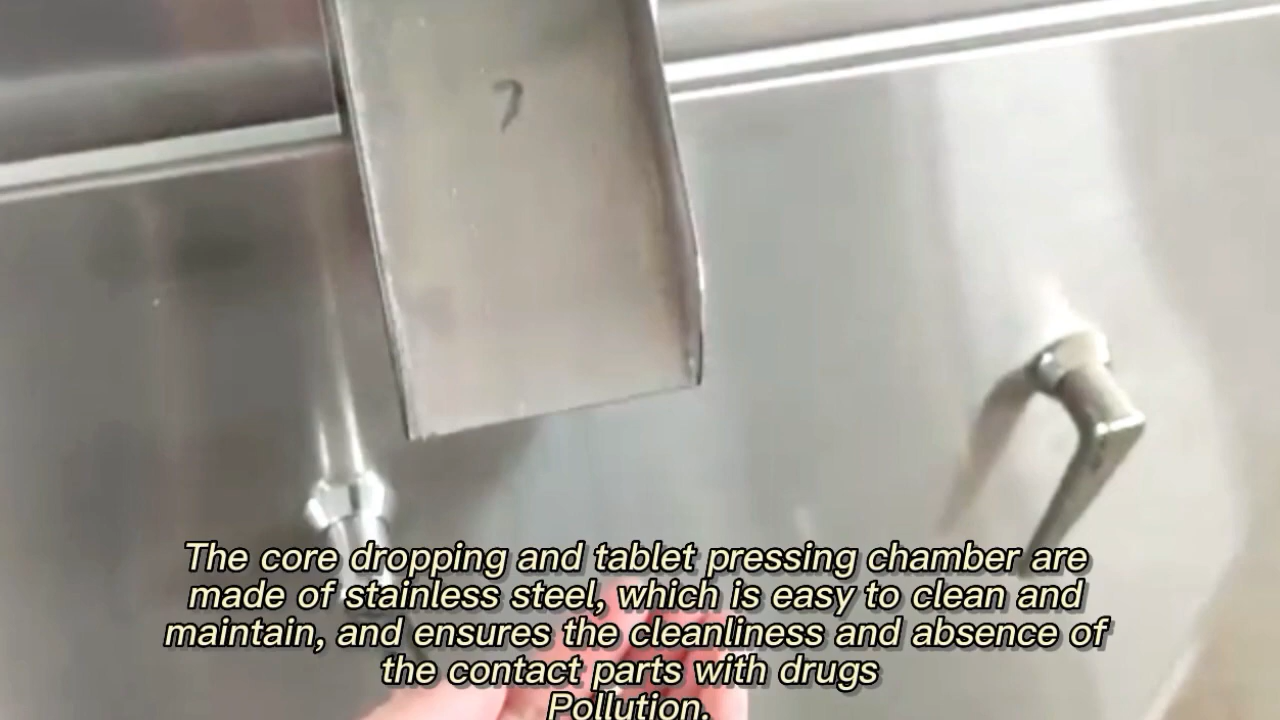 7
The core dropping and tablet pressing chamber are
made of stainless steel, which is easy to clean and
maintain, and ensures the cleanliness and absence of
the contact parts with drugs
Pollution.